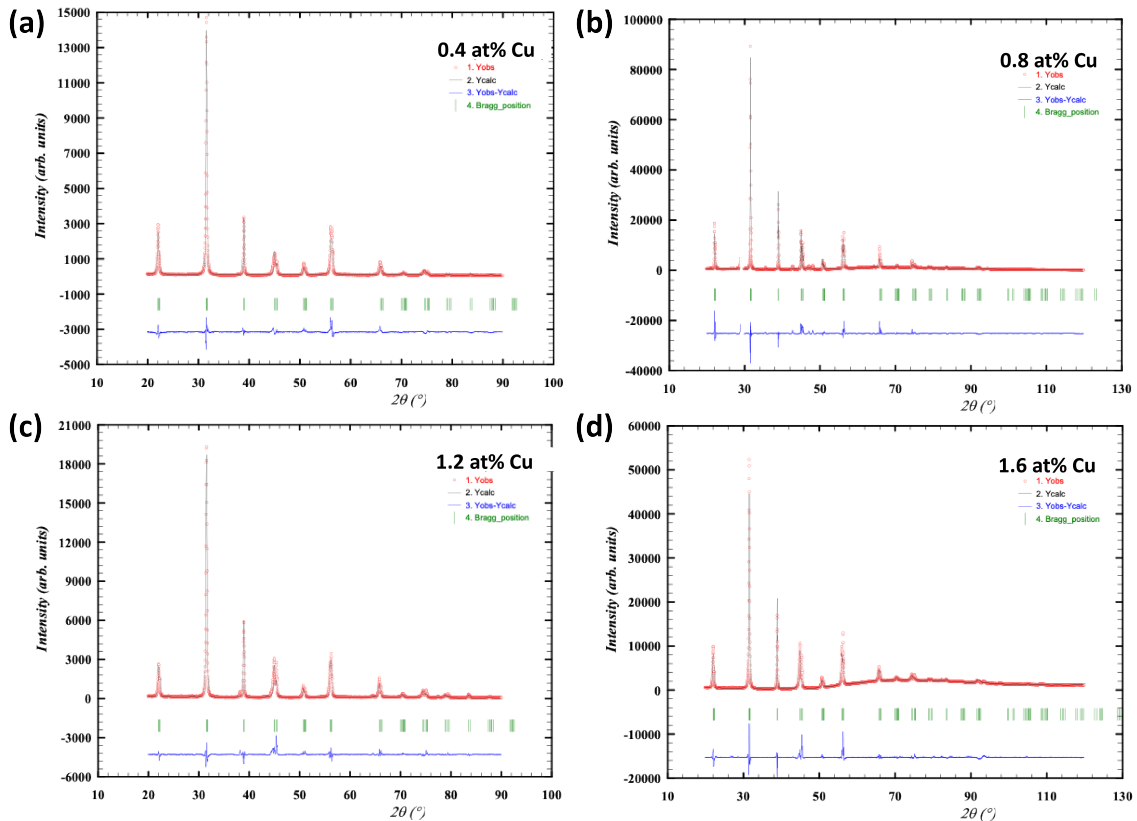 (a)
0.4 at% Cu
1. Yobs
2. Ycalc
3. Yobs-Ycalc
4. Bragg_position
Intensity (arb. units)
15000
13000
11000
9000
7000
5000
3000
1000
-1000
-3000
-5000
10 20 30 40 50 60 70 80 90 100
2θ (°)
(b)
0.8 at% Cu
1. Yobs
2. Ycalc
3. Yobs-Ycalc
4. Bragg_position
Intensity (arb. units)
100000
80000
60000
40000
20000
0
-20000
-40000
10 30 50 70 90 110 130
2θ (°)
(c)
1.2 at% Cu
1. Yobs
2. Ycalc
3. Yobs-Ycalc
4. Bragg_position
Intensity (arb. units)
21000
18000
15000
12000
9000
6000
3000
0
-3000
-6000
10 20 30 40 50 60 70 80 90 100
2θ (°)
(d)
1.6 at% Cu
1. Yobs
2. Ycalc
3. Yobs-Ycalc
4. Bragg_position
Intensity (arb. units)
60000
50000
40000
30000
20000
10000
0
-10000
-20000
10 30 50 70 90 110 130
2θ (°)